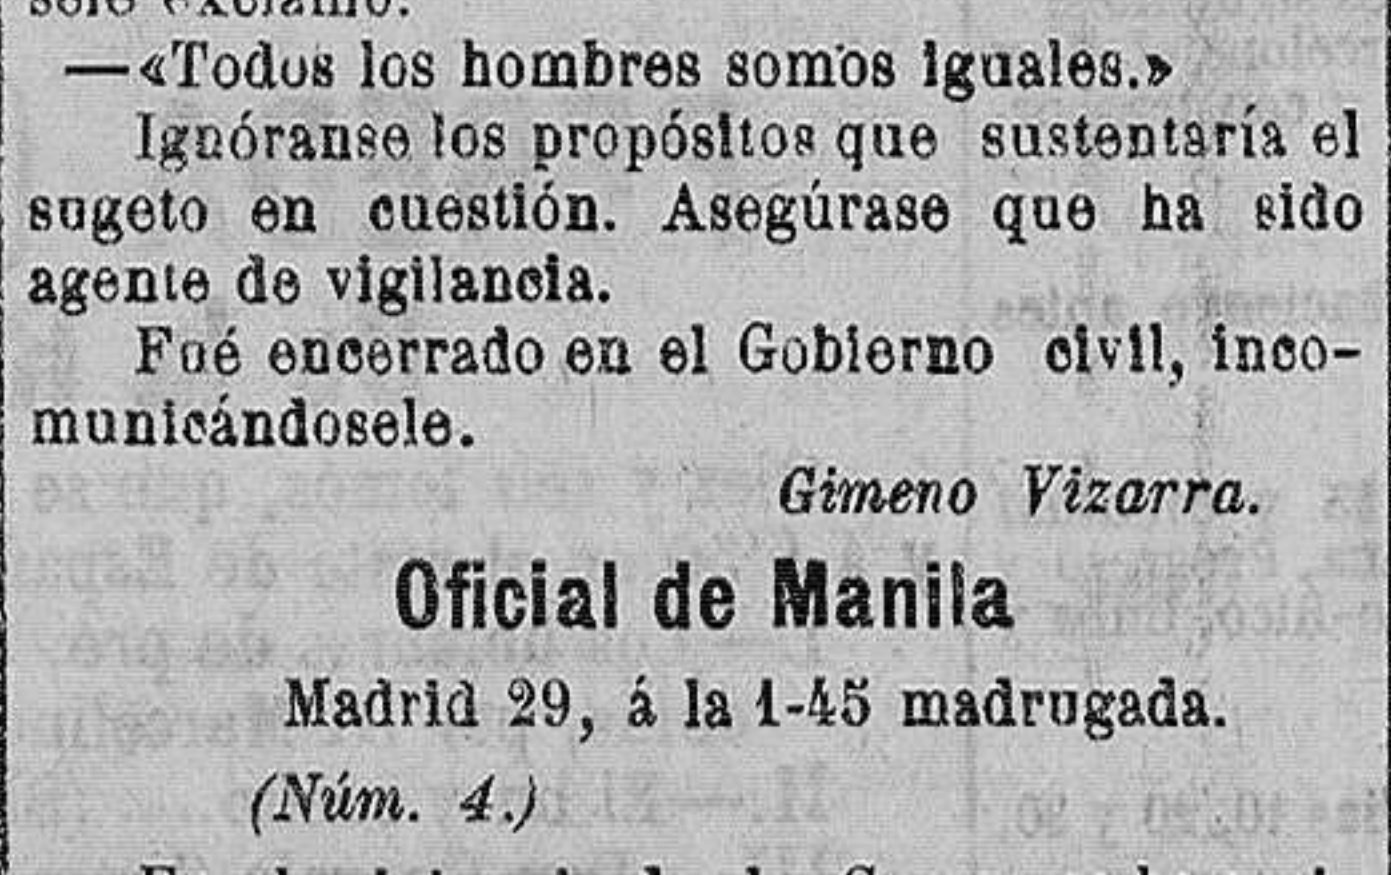 —«Todos los hombres somos iguales.»
Ignóranse los propósitos que sustentaría el
sugeto en cuestión. Asegúrase que ha sido
agente de vigilancia.
Fué encerrado en el Gobierno civil, inco-
municándosele.
Gimeno Vizarra.
Oficial de Manila
Madrid 29, á la 1-45 madrugada.
(Núm. 4.)